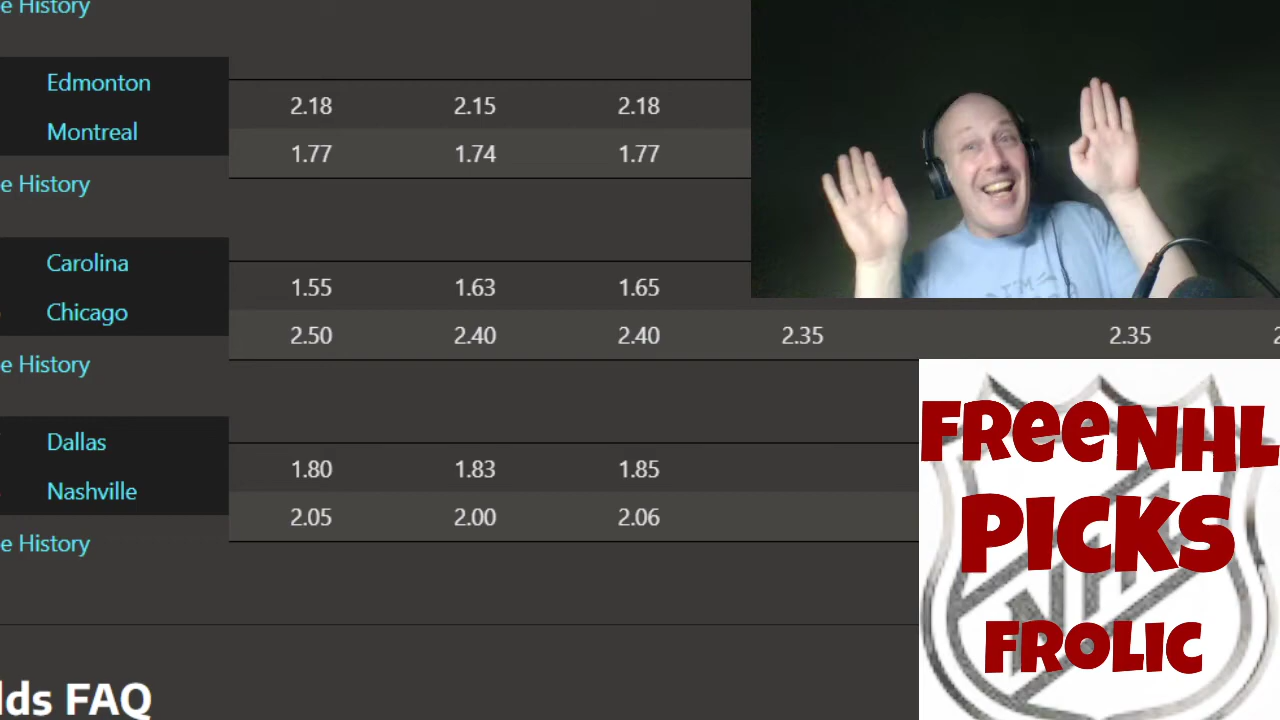 e History
Edmonton
2.18 2.15 2.18
Montreal
1.77 1.74 1.77
e History
Carolina
1.55 1.63 1.65
Chicago
2.50 2.40 2.40 2.35 2.35
e History
Dallas
1.80 1.83 1.85
Nashville
2.05 2.00 2.06
e History
lds FAQ
FReeNHL
PICKS
FROLIC
NHL